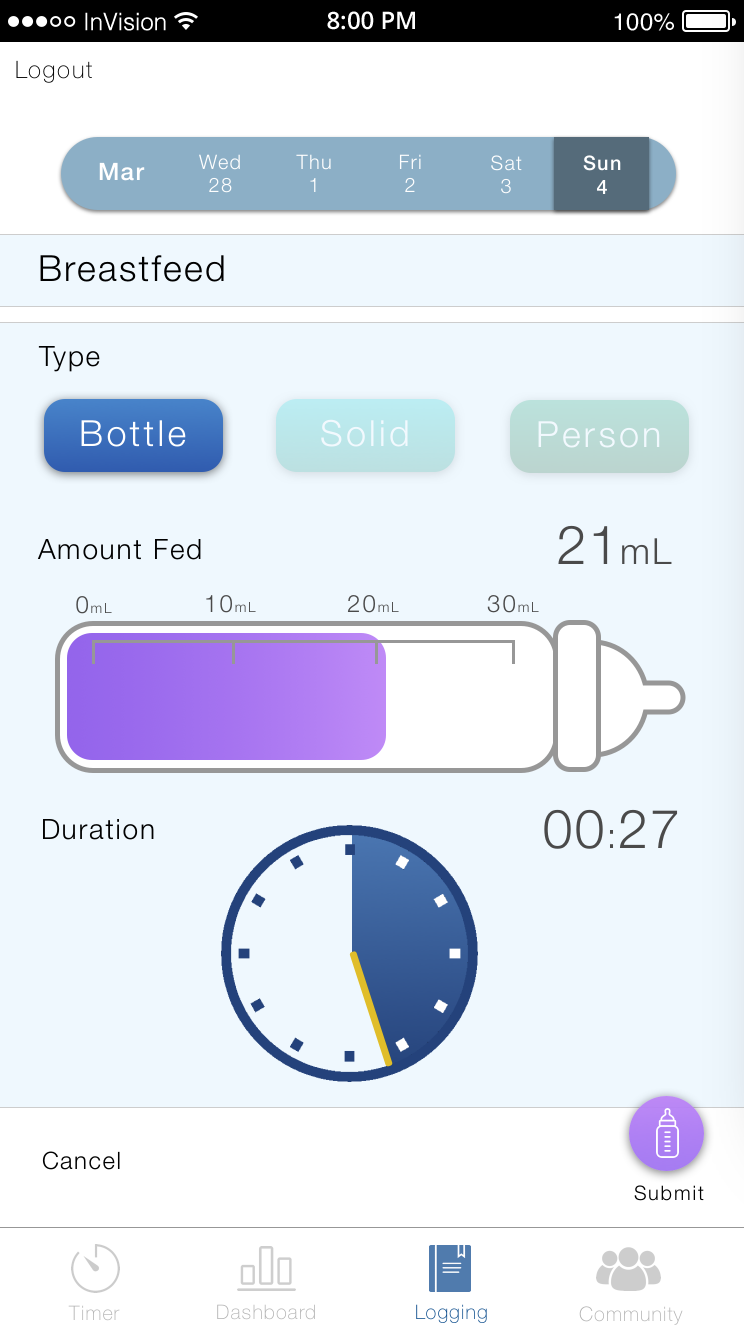 InVision 8:00 PM 100%
Logout
Mar Wed 28 Thu 1 Fri 2 Sat 3 Sun 4
Breastfeed
Type
Bottle Solid Person
Amount Fed 21mL
0mL 10mL 20mL 30mL
Duration 00:27
Cancel
Submit
Timer Dashboard Logging Community